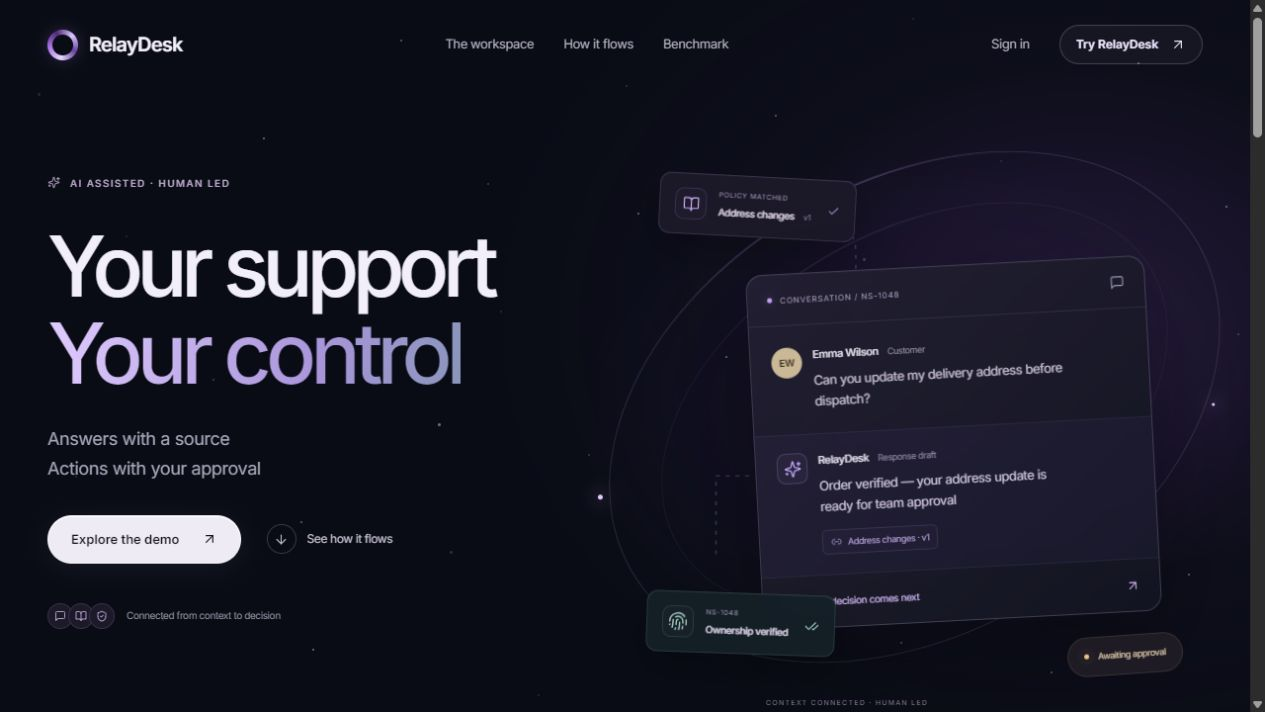 RelayDesk
The workspace
How it flows
Benchmark
Sign in
Try RelayDesk
AI ASSISTED · HUMAN LED
Your support
Your control
Answers with a source
Actions with your approval
Explore the demo
See how it flows
Connected from context to decision
POLICY MATCHED
Address changes v1
CONVERSATION / NS-1048
EW
Emma Wilson Customer
Can you update my delivery address before
dispatch?
RelayDesk Response draft
Order verified — your address update is
ready for team approval
Address changes · v1
decision comes next
NS-1048
Ownership verified
Awaiting approval
CONTEXT CONNECTED · HUMAN LED